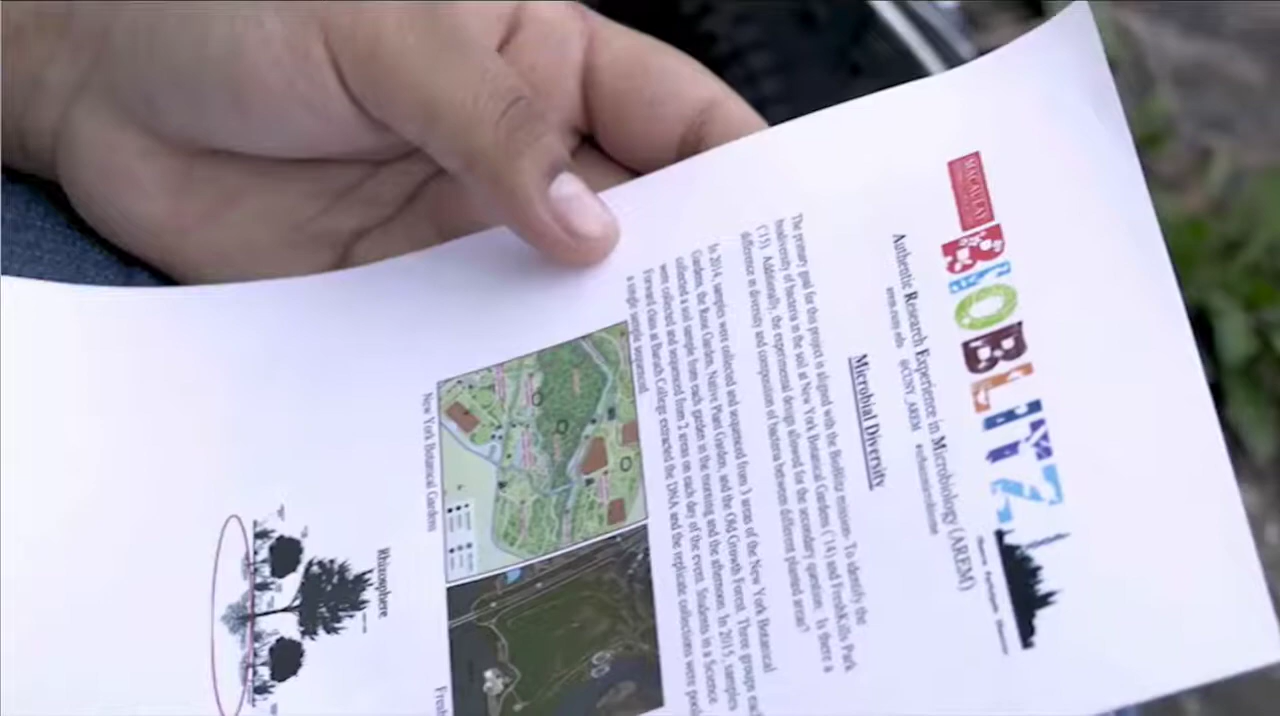 MACAULAY
BIOBLITZ
Authentic Research Experience in Microbiology (AREM)
@CUNY_AREM
Microbial Diversity
The primary goal for this project is aligned with the BioBlitz mission- To identify the
biodiversity of bacteria in the soil at New York Botanical Gardens ('14) and FreshKills Park
('15). Additionally, the experimental design allowed for the secondary question: Is there a
difference in diversity and composition of bacteria between different planted areas?
In 2014, samples were collected and sequenced from 3 areas of the New York Botanical
Gardens, the Rose Garden, Native Plant Garden, and the Old Growth Forest. Three groups each
collected a soil sample from each garden in the morning and the afternoon. In 2015, samples
were collected and sequenced from 2 areas on each day of the event. Students in a Science
Forward class at Baruch College extracted the DNA and the replicate collections were
a single sample sequenced.
New York Botanical Gardens
Fresh
Rhizosphere